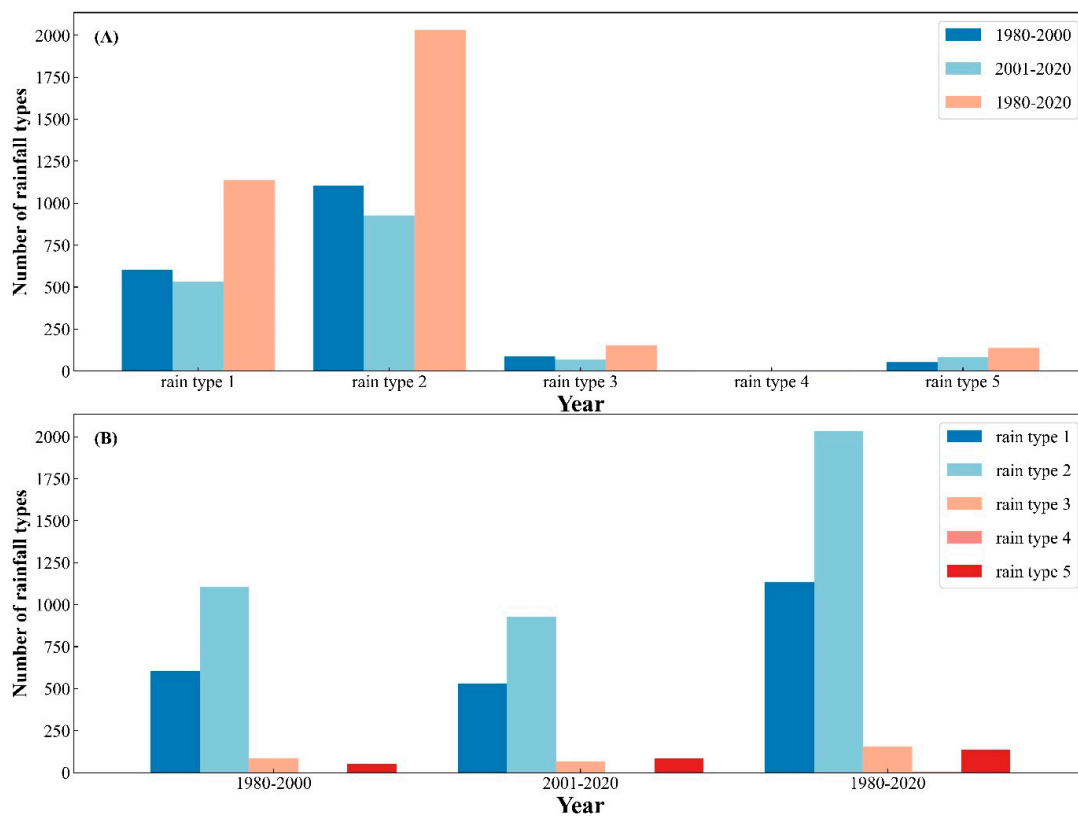 (A)
1980-2000
2001-2020
1980-2020
Number of rainfall types
2000
1750
1500
1250
1000
750
500
250
0
rain type 1
rain type 2
rain type 3
rain type 4
rain type 5
Year
(B)
rain type 1
rain type 2
rain type 3
rain type 4
rain type 5
Number of rainfall types
2000
1750
1500
1250
1000
750
500
250
0
1980-2000
2001-2020
1980-2020
Year